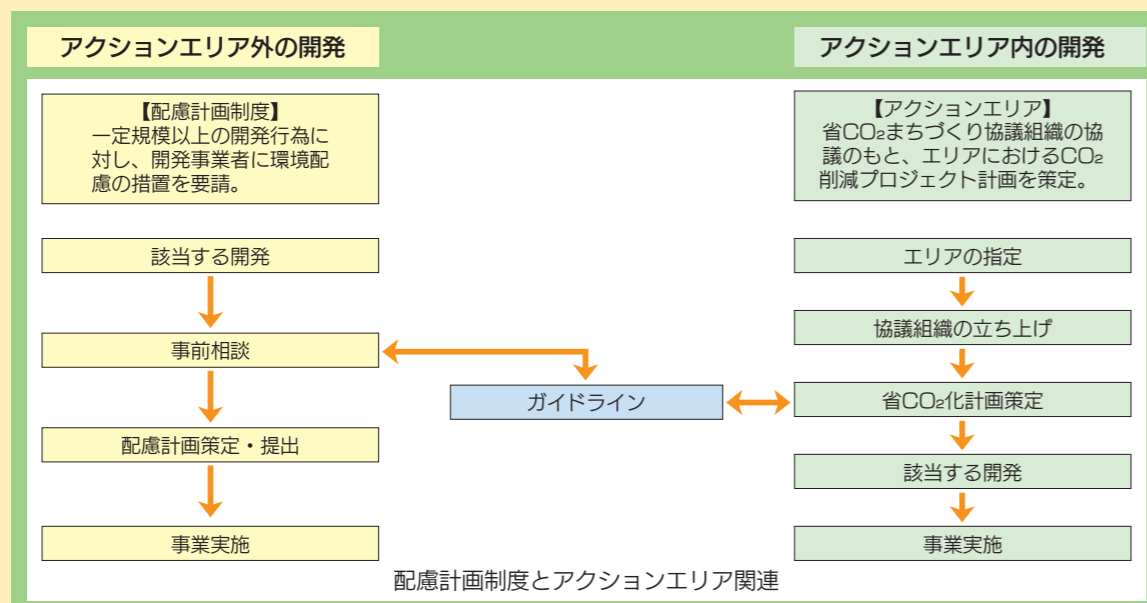 アクションエリア外の開発
【配慮計画制度】
一定規模以上の開発行為に
対し、開発事業者に環境配
慮の措置を要請。
該当する開発
事前相談
配慮計画策定・提出
事業実施
ガイドライン
アクションエリア内の開発
【アクションエリア】
省CO₂まちづくり協議組織の協
議のもと、エリアにおけるCO₂
削減プロジェクト計画を策定。
エリアの指定
協議組織の立ち上げ
省CO₂化計画策定
該当する開発
事業実施
配慮計画制度とアクションエリア関連